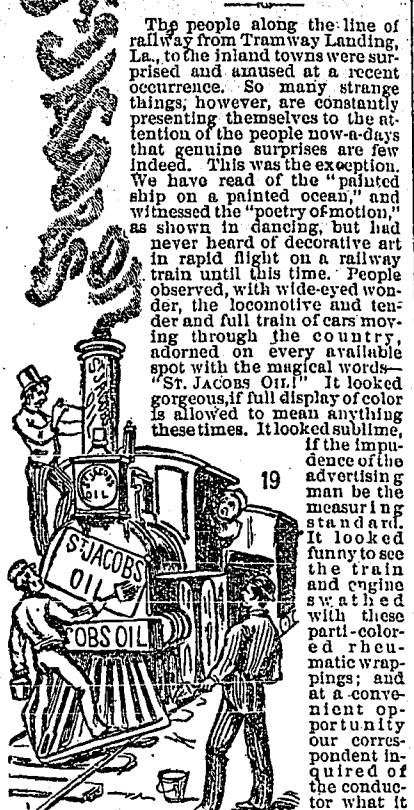 The people along the line of
railway from Tramway Landing,
La., to the inland towns were sur-
prised and amused at a recent
occurrence. So many strange
things, however, are constantly
presenting themselves to the at-
tention of the people now-a-days
that genuine surprises are few
indeed. This was the exception.
We have read of the "painted
ship on a painted ocean," and
witnessed the "poetry of motion,"
as shown in dancing, but had
never heard of decorative art
in rapid flight on a railway
train until this time. People
observed, with wide-eyed won-
der, the locomotive and ten-
der and full train of cars mov-
ing through the country,
adorned on every available
spot with the magical words—
"ST. JACOBS OIL!" It looked
gorgeous, if full display of color
is allowed to mean anything
these times. It looked sublime,
if the impu-
dence of the
advertising
man be the
measuring
standard.
It looked
funny to see
the train
and engine
swathed
with these
parti-color-
ed rheu-
matic wrap-
pings; and
at a conve-
nient op-
portunity
our corres-
pondent in-
quired of
the conduc-
tor what it
ST JACOBS
OIL
19
ST JACOBS
OIL
OBS OIL